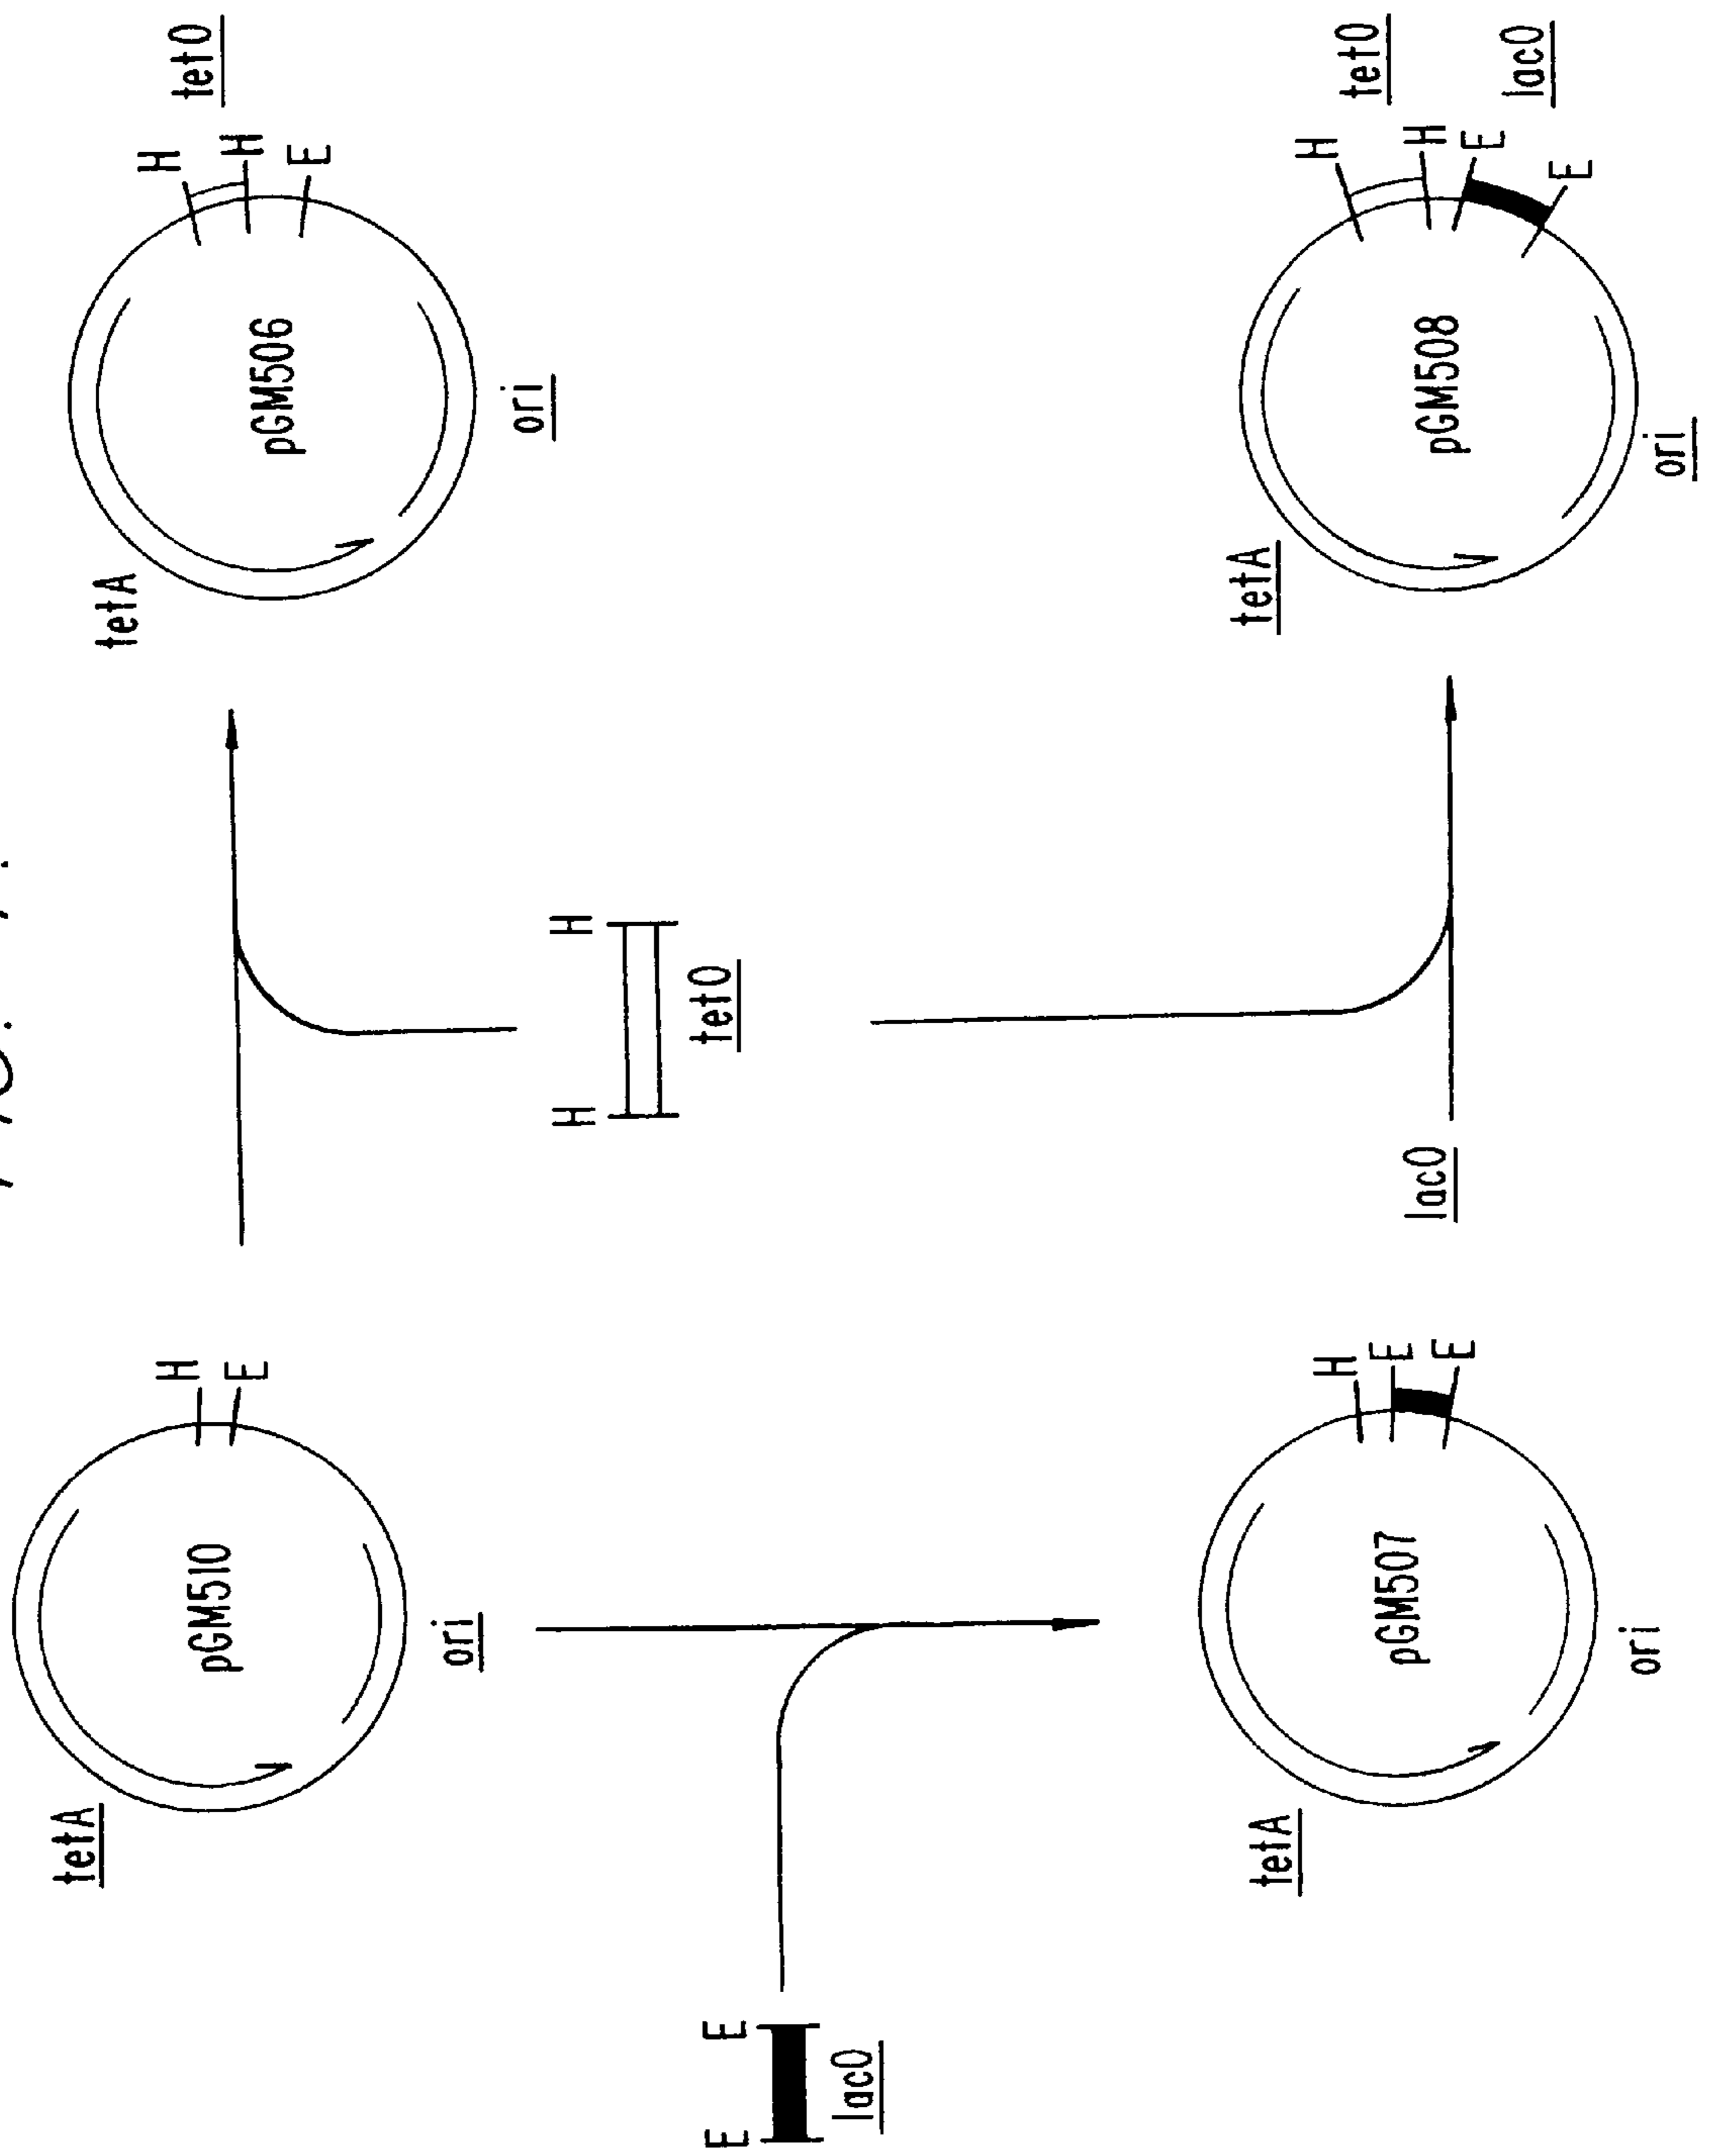 tetA
H
E
pGM510
ori
tetA
H
H
tetO
E
pGM506
ori
E E
lacO
H H
tetO
tetA
H
E
E
pGM507
ori
lacO
tetA
H
tetO
H
E
lacO
E
pGM508
ori